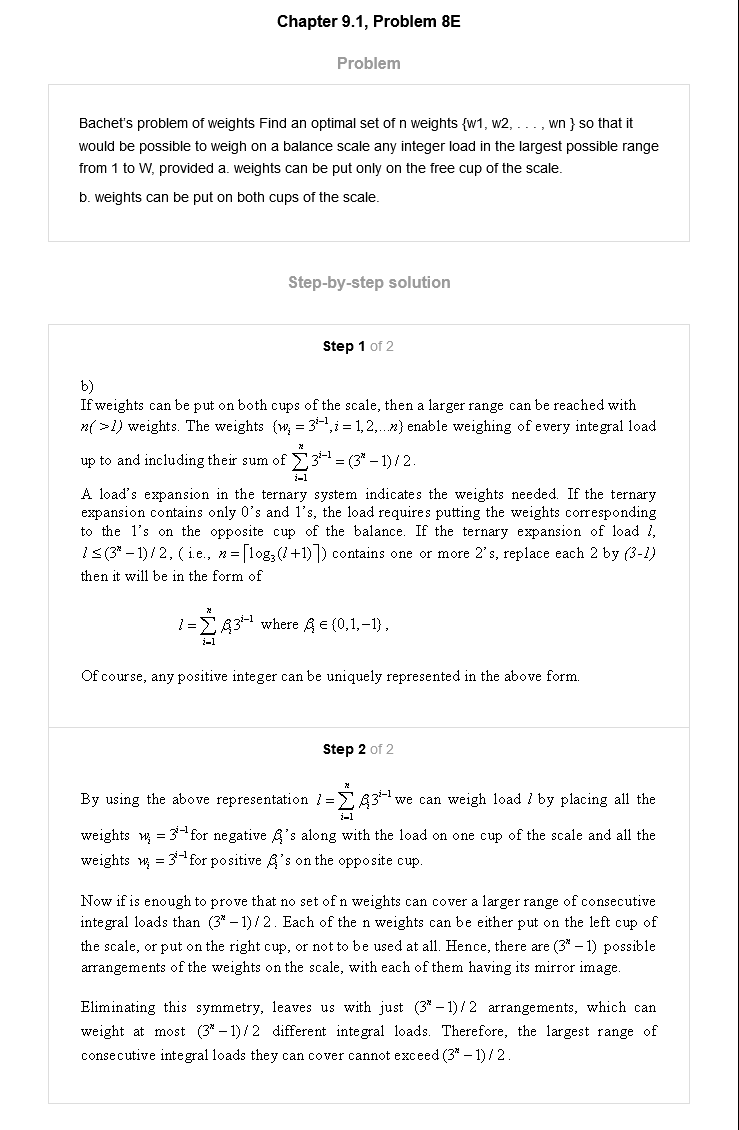 Chapter 9.1, Problem 8E
Problem
Bachet's problem of weights Find an optimal set of n weights {w1, w2, . . . , wn } so that it
would be possible to weigh on a balance scale any integer load in the largest possible range
from 1 to W, provided a. weights can be put only on the free cup of the scale.
b. weights can be put on both cups of the scale.
Step-by-step solution
Step 1 of 2
b)
If weights can be put on both cups of the scale, then a larger range can be reached with
n( >1) weights. The weights {w_i = 3^{i-1}, i = 1, 2,...n} enable weighing of every integral load
up to and including their sum of \sum_{i=1}^{n} 3^{i-1} = (3^n − 1) / 2.
A load's expansion in the ternary system indicates the weights needed. If the ternary
expansion contains only 0's and 1's, the load requires putting the weights corresponding
to the 1's on the opposite cup of the balance. If the ternary expansion of load l,
l ≤ (3^n − 1) / 2, ( i.e., n = ⌈log_3(l + 1)⌉) contains one or more 2's, replace each 2 by (3-1)
then it will be in the form of
l = \sum_{i=1}^{n} β_i 3^{i-1} where β_i ∈ {0, 1, −1},
Of course, any positive integer can be uniquely represented in the above form.
Step 2 of 2
By using the above representation l = \sum_{i=1}^{n} β_i 3^{i-1} we can weigh load l by placing all the
weights w_i = 3^{i-1} for negative β_i's along with the load on one cup of the scale and all the
weights w_i = 3^{i-1} for positive β_i's on the opposite cup.
Now if is enough to prove that no set of n weights can cover a larger range of consecutive
integral loads than (3^n − 1) / 2. Each of the n weights can be either put on the left cup of
the scale, or put on the right cup, or not to be used at all. Hence, there are (3^n − 1) possible
arrangements of the weights on the scale, with each of them having its mirror image.
Eliminating this symmetry, leaves us with just (3^n − 1) / 2 arrangements, which can
weight at most (3^n − 1) / 2 different integral loads. Therefore, the largest range of
consecutive integral loads they can cover cannot exceed (3^n − 1) / 2.